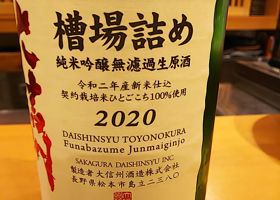 槽場詰め
純米吟醸無濾過生原酒
令和二年産新米仕込
契約栽培米ひとごこち100%使用
2020
DAISHINSYU TOYONOKURA
Funabazume Junmaiginjo
SAKAGURA DAISHINSYU INC
製造者 大信州酒造株式会社
長野県松本市島立二三八〇